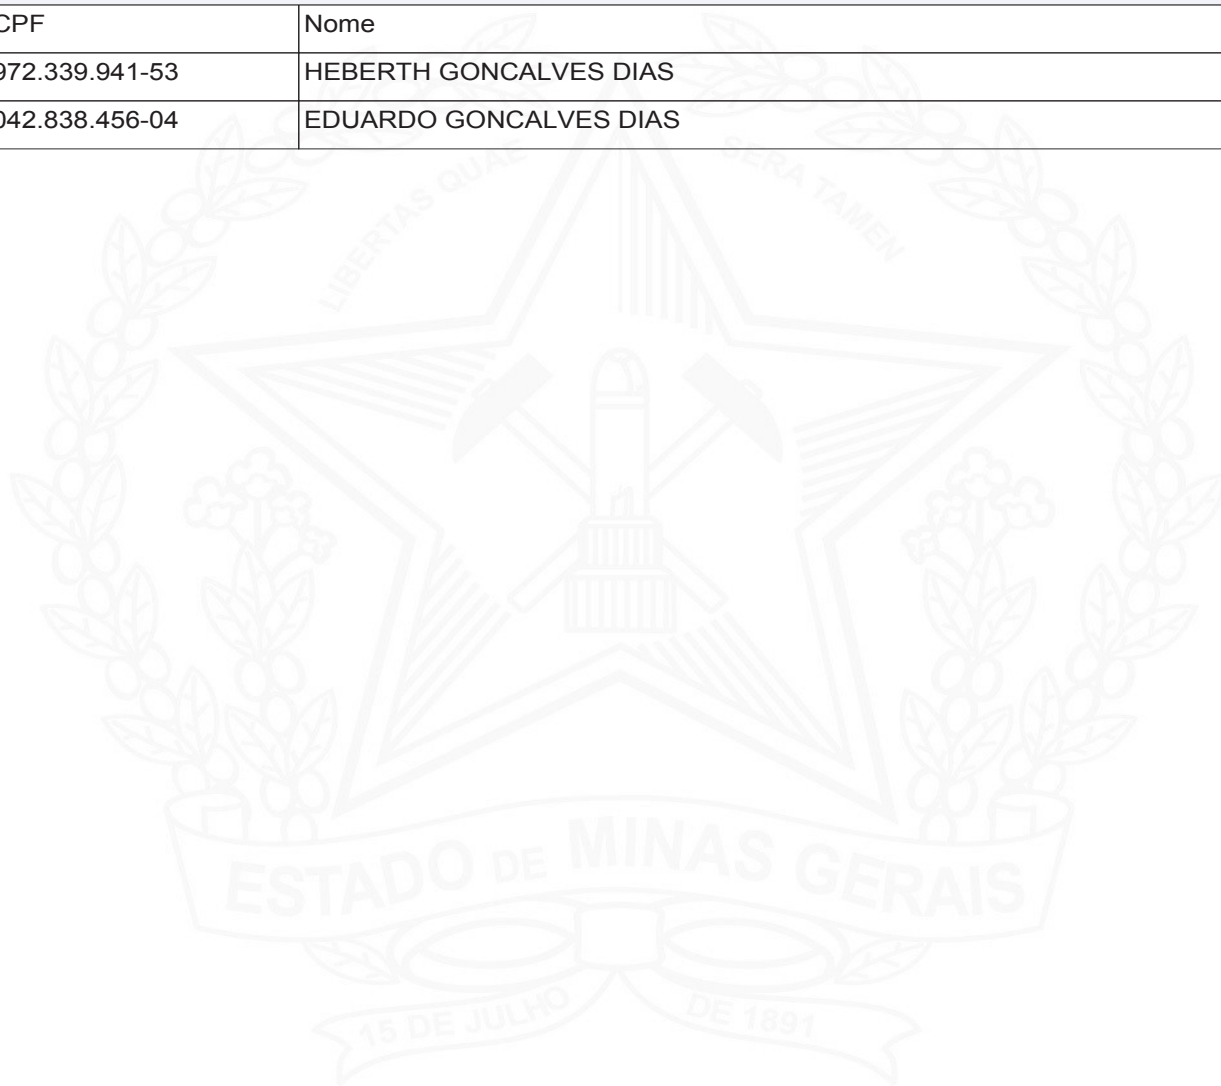 CPF Nome
972.339.941-53 HEBERTH GONCALVES DIAS
042.838.456-04 EDUARDO GONCALVES DIAS
LIBERTAS QUAE SERA TAMEN
ESTADO DE MINAS GERAIS
15 DE JULHO DE 1891